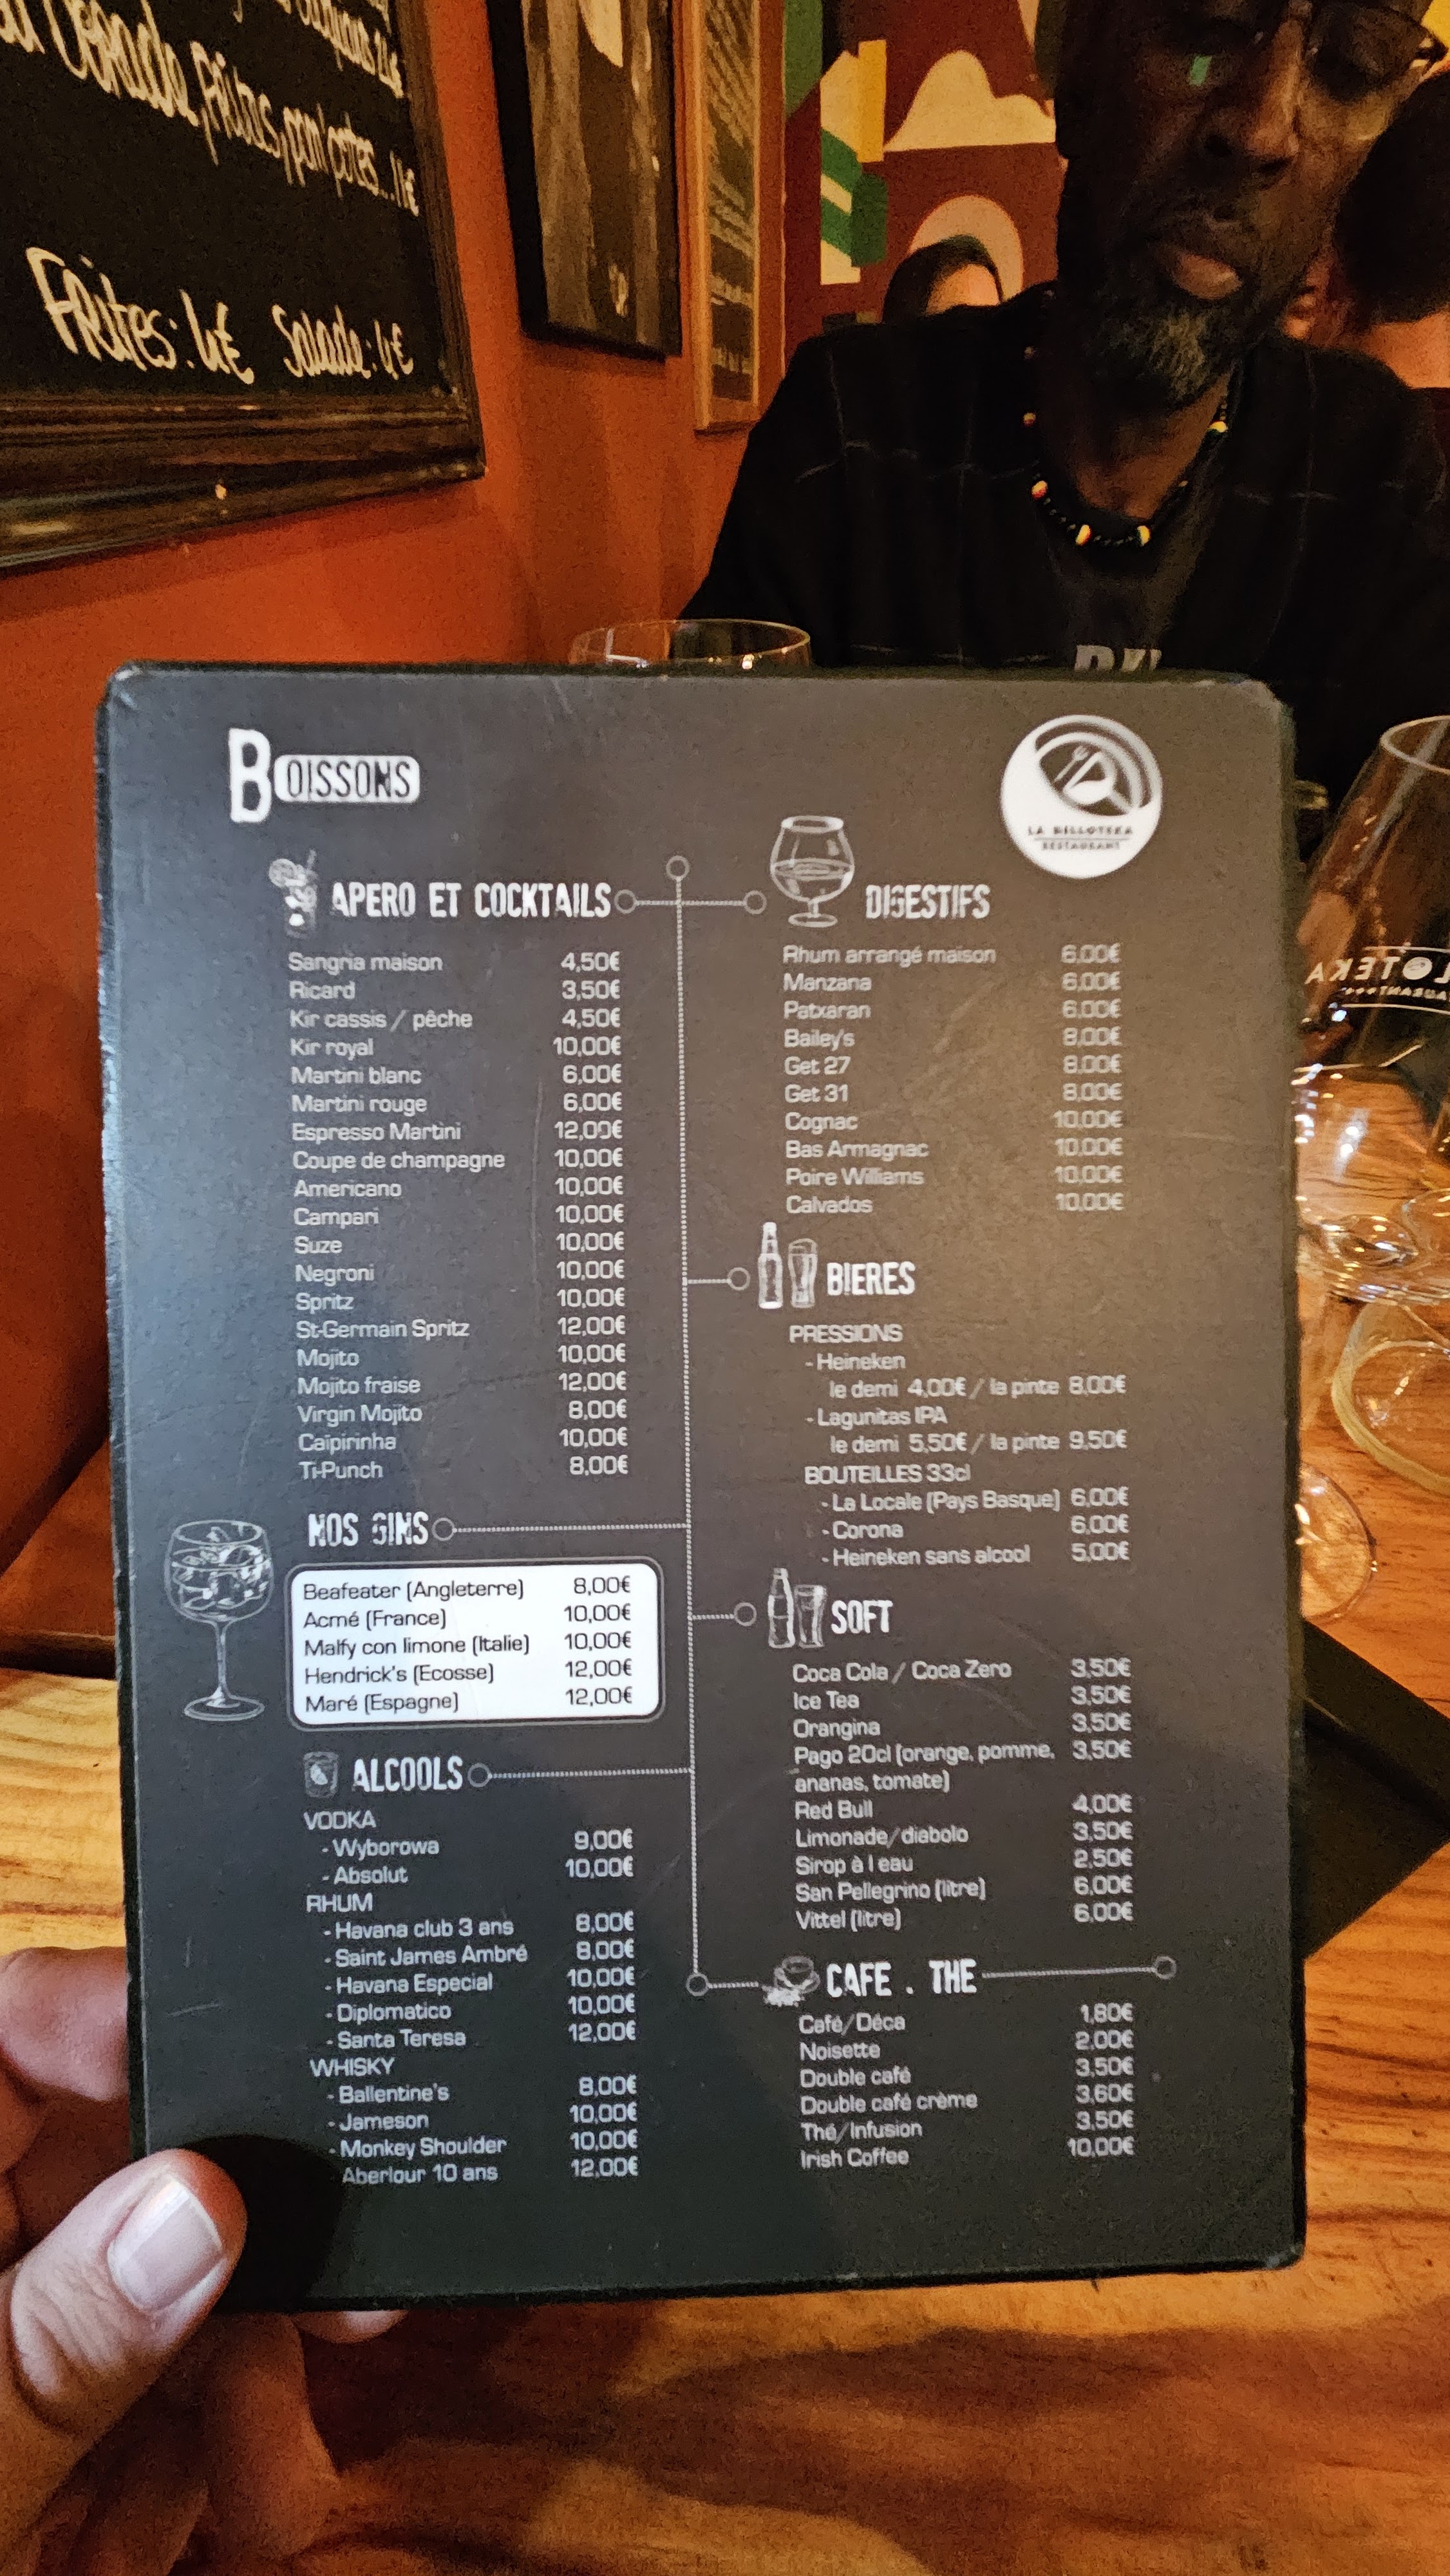 Frites: 4€ Salade: 4€
BOISSONS
LA BILLOTEKA
RESTAURANT
APERO ET COCKTAILS
Sangria maison 4,50€
Ricard 3,50€
Kir cassis / pêche 4,50€
Kir royal 10,00€
Martini blanc 6,00€
Martini rouge 6,00€
Espresso Martini 12,00€
Coupe de champagne 10,00€
Americano 10,00€
Campari 10,00€
Suze 10,00€
Negroni 10,00€
Spritz 10,00€
St-Germain Spritz 12,00€
Mojito 10,00€
Mojito fraise 12,00€
Virgin Mojito 8,00€
Caïpirinha 10,00€
Ti-Punch 8,00€
NOS GINS
Beafeater (Angleterre) 8,00€
Acmé (France) 10,00€
Malfy con limone (Italie) 10,00€
Hendrick's (Ecosse) 12,00€
Maré (Espagne) 12,00€
ALCOOLS
VODKA
- Wyborowa 9,00€
- Absolut 10,00€
RHUM
- Havana club 3 ans 8,00€
- Saint James Ambré 8,00€
- Havana Especial 10,00€
- Diplomatico 10,00€
- Santa Teresa 12,00€
WHISKY
- Ballentine's 8,00€
- Jameson 10,00€
- Monkey Shoulder 10,00€
Aberlour 10 ans 12,00€
DIGESTIFS
Rhum arrangé maison 6,00€
Manzana 6,00€
Patxaran 6,00€
Bailey's 8,00€
Get 27 8,00€
Get 31 8,00€
Cognac 10,00€
Bas Armagnac 10,00€
Poire Williams 10,00€
Calvados 10,00€
BIERES
PRESSIONS
- Heineken
le demi 4,00€ / la pinte 8,00€
- Lagunitas IPA
le demi 5,50€ / la pinte 9,50€
BOUTEILLES 33cl
- La Locale (Pays Basque) 6,00€
- Corona 6,00€
- Heineken sans alcool 5,00€
SOFT
Coca Cola / Coca Zero 3,50€
Ice Tea 3,50€
Orangina 3,50€
Pago 20cl (orange, pomme, 3,50€
ananas, tomate)
Red Bull 4,00€
Limonade/diabolo 3,50€
Sirop à l eau 2,50€
San Pellegrino (litre) 6,00€
Vittel (litre) 6,00€
CAFE . THE
Café/Déca 1,80€
Noisette 2,00€
Double café 3,50€
Double café crème 3,60€
Thé/Infusion 3,50€
Irish Coffee 10,00€